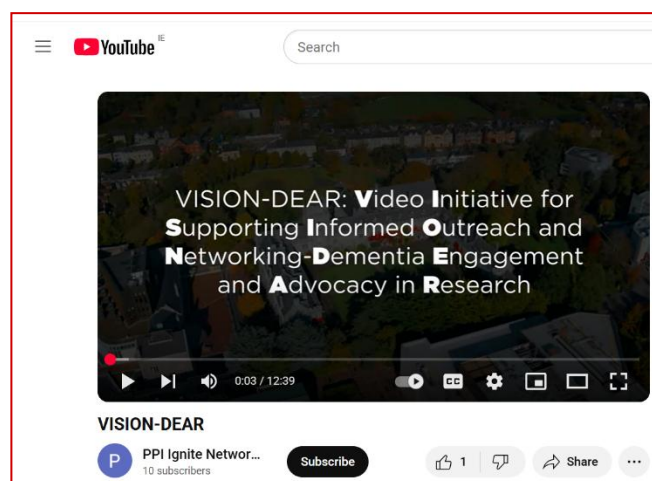 YouTube IE
Search
VISION-DEAR: Video Initiative for
Supporting Informed Outreach and
Networking-Dementia Engagement
and Advocacy in Research
0:03 / 12:39
CC
VISION-DEAR
P
PPI Ignite Networ...
10 subscribers
Subscribe
1
Share